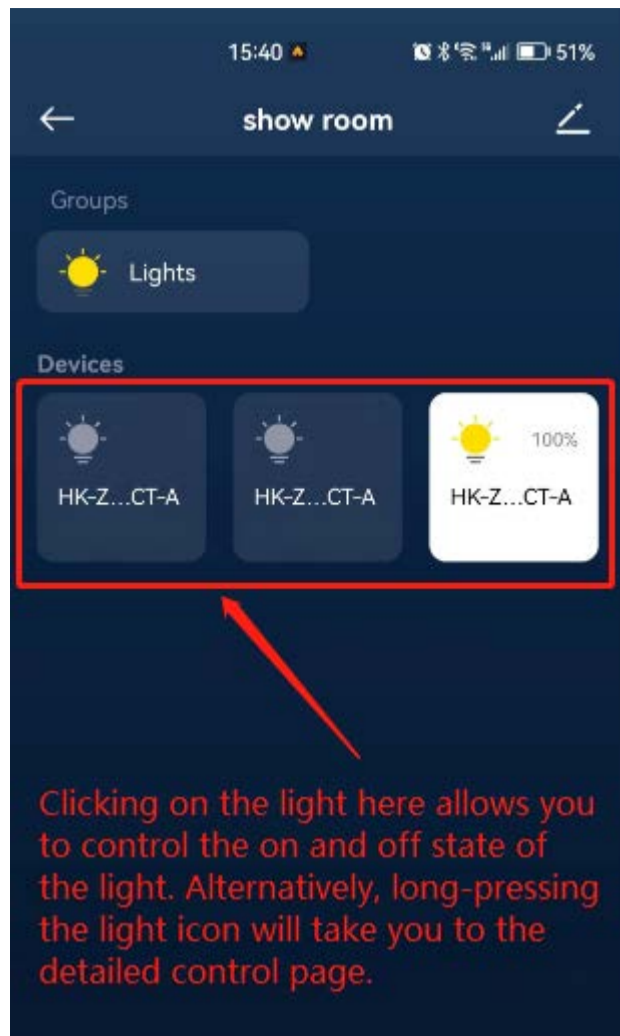 15:40 51%
show room
Groups
Lights
Devices
100%
HK-Z...CT-A HK-Z...CT-A HK-Z...CT-A
Clicking on the light here allows you
to control the on and off state of
the light. Alternatively, long-pressing
the light icon will take you to the
detailed control page.